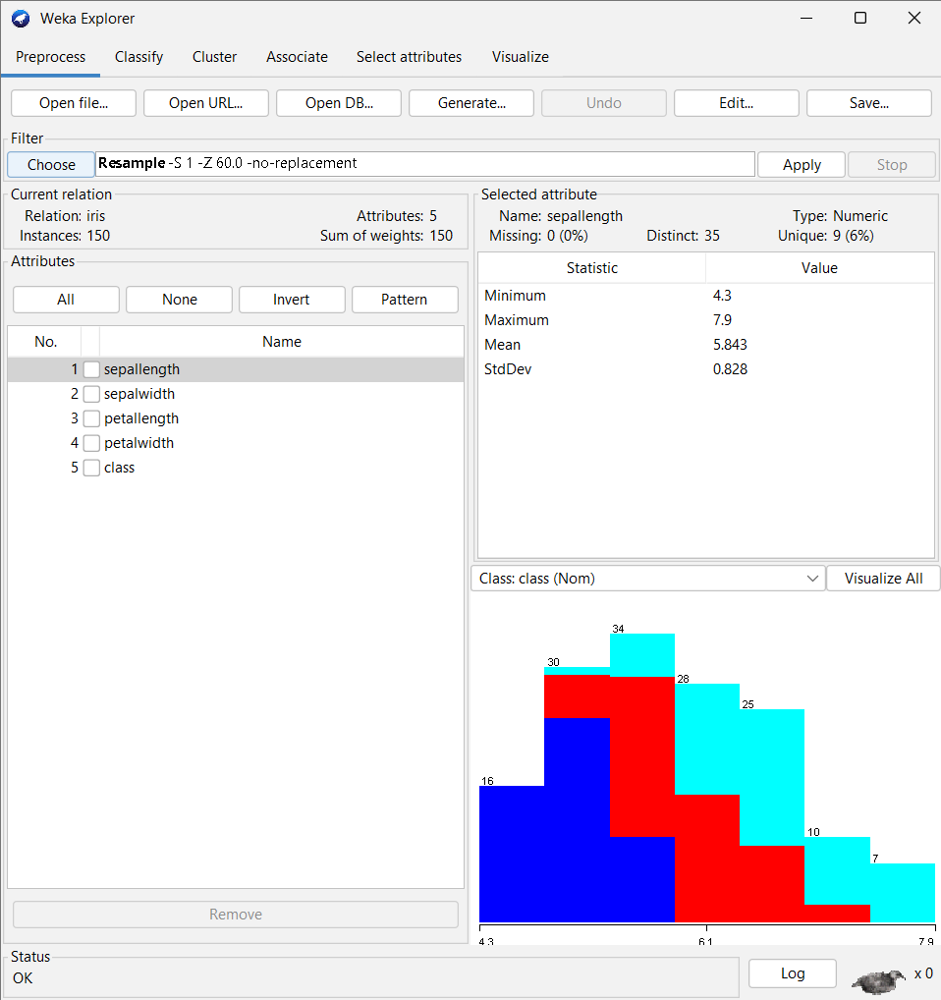 Weka Explorer
Preprocess Classify Cluster Associate Select attributes Visualize
Open file... Open URL... Open DB... Generate... Undo Edit... Save...
Filter
Choose Resample -S 1 -Z 60.0 -no-replacement Apply Stop
Current relation
Relation: iris Attributes: 5
Instances: 150 Sum of weights: 150
Attributes
All None Invert Pattern
No. Name
1 sepallength
2 sepalwidth
3 petallength
4 petalwidth
5 class
Remove
Selected attribute
Name: sepallength Type: Numeric
Missing: 0 (0%) Distinct: 35 Unique: 9 (6%)
Statistic Value
Minimum 4.3
Maximum 7.9
Mean 5.843
StdDev 0.828
Class: class (Nom) Visualize All
34
30
28
25
16
10
7
4.3 6.1 7.9
Status
OK
Log x 0